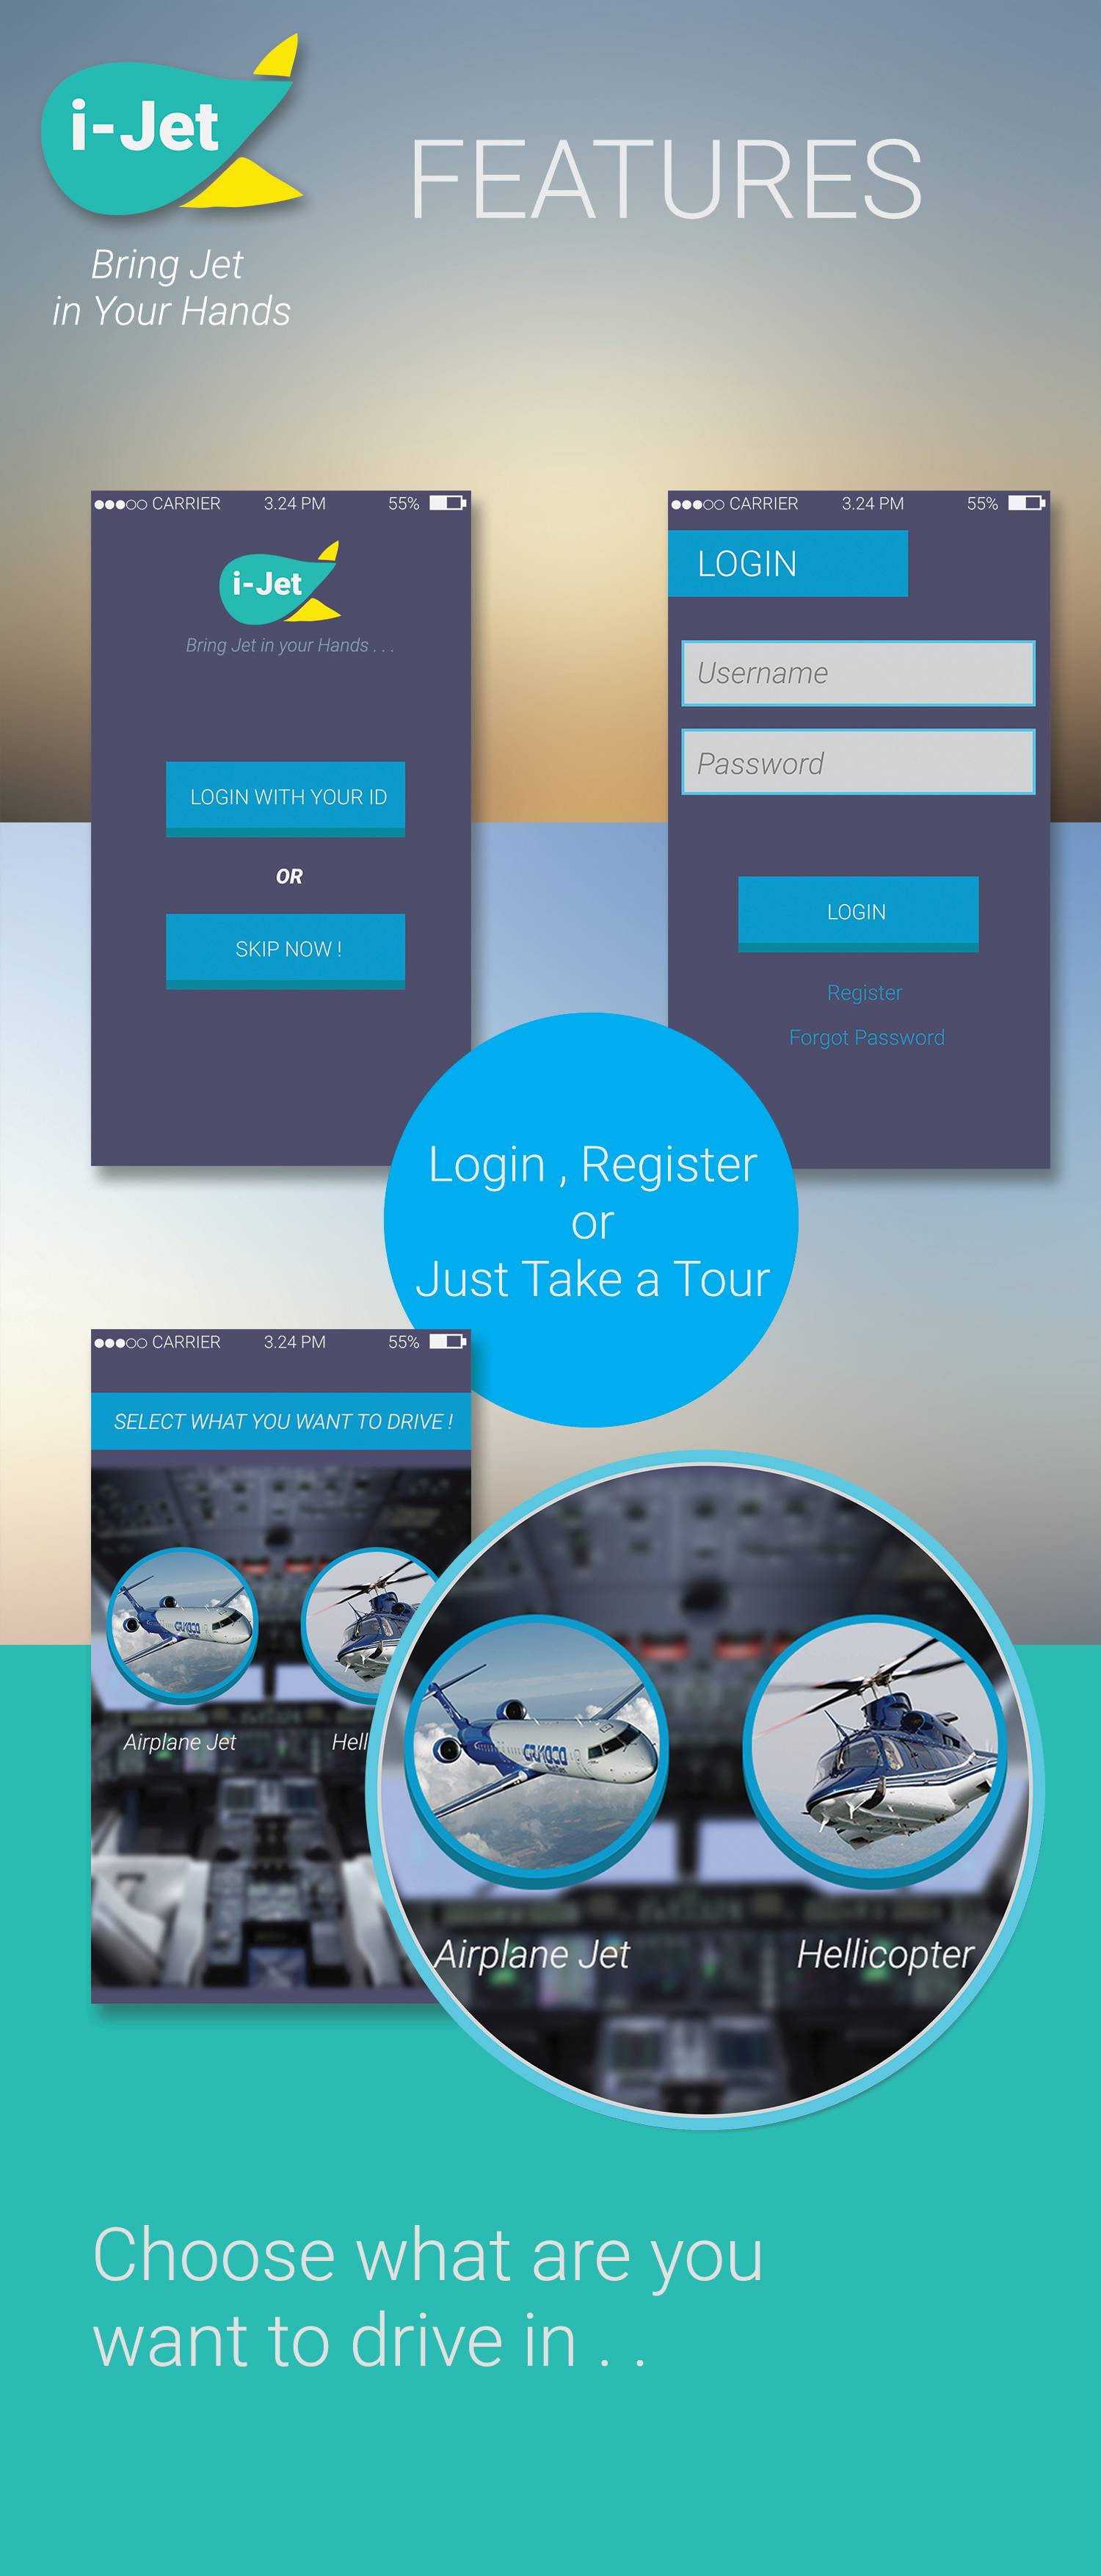 i-Jet
FEATURES
Bring Jet
in Your Hands
●●●○○ CARRIER 3.24 PM 55%
i-Jet
Bring Jet in your Hands . . .
LOGIN WITH YOUR ID
OR
SKIP NOW !
●●●○○ CARRIER 3.24 PM 55%
LOGIN
Username
Password
LOGIN
Register
Forgot Password
Login , Register
or
Just Take a Tour
●●●○○ CARRIER 3.24 PM 55%
SELECT WHAT YOU WANT TO DRIVE !
Airplane Jet
Hell
Airplane Jet
Hellicopter
Choose what are you
want to drive in . .